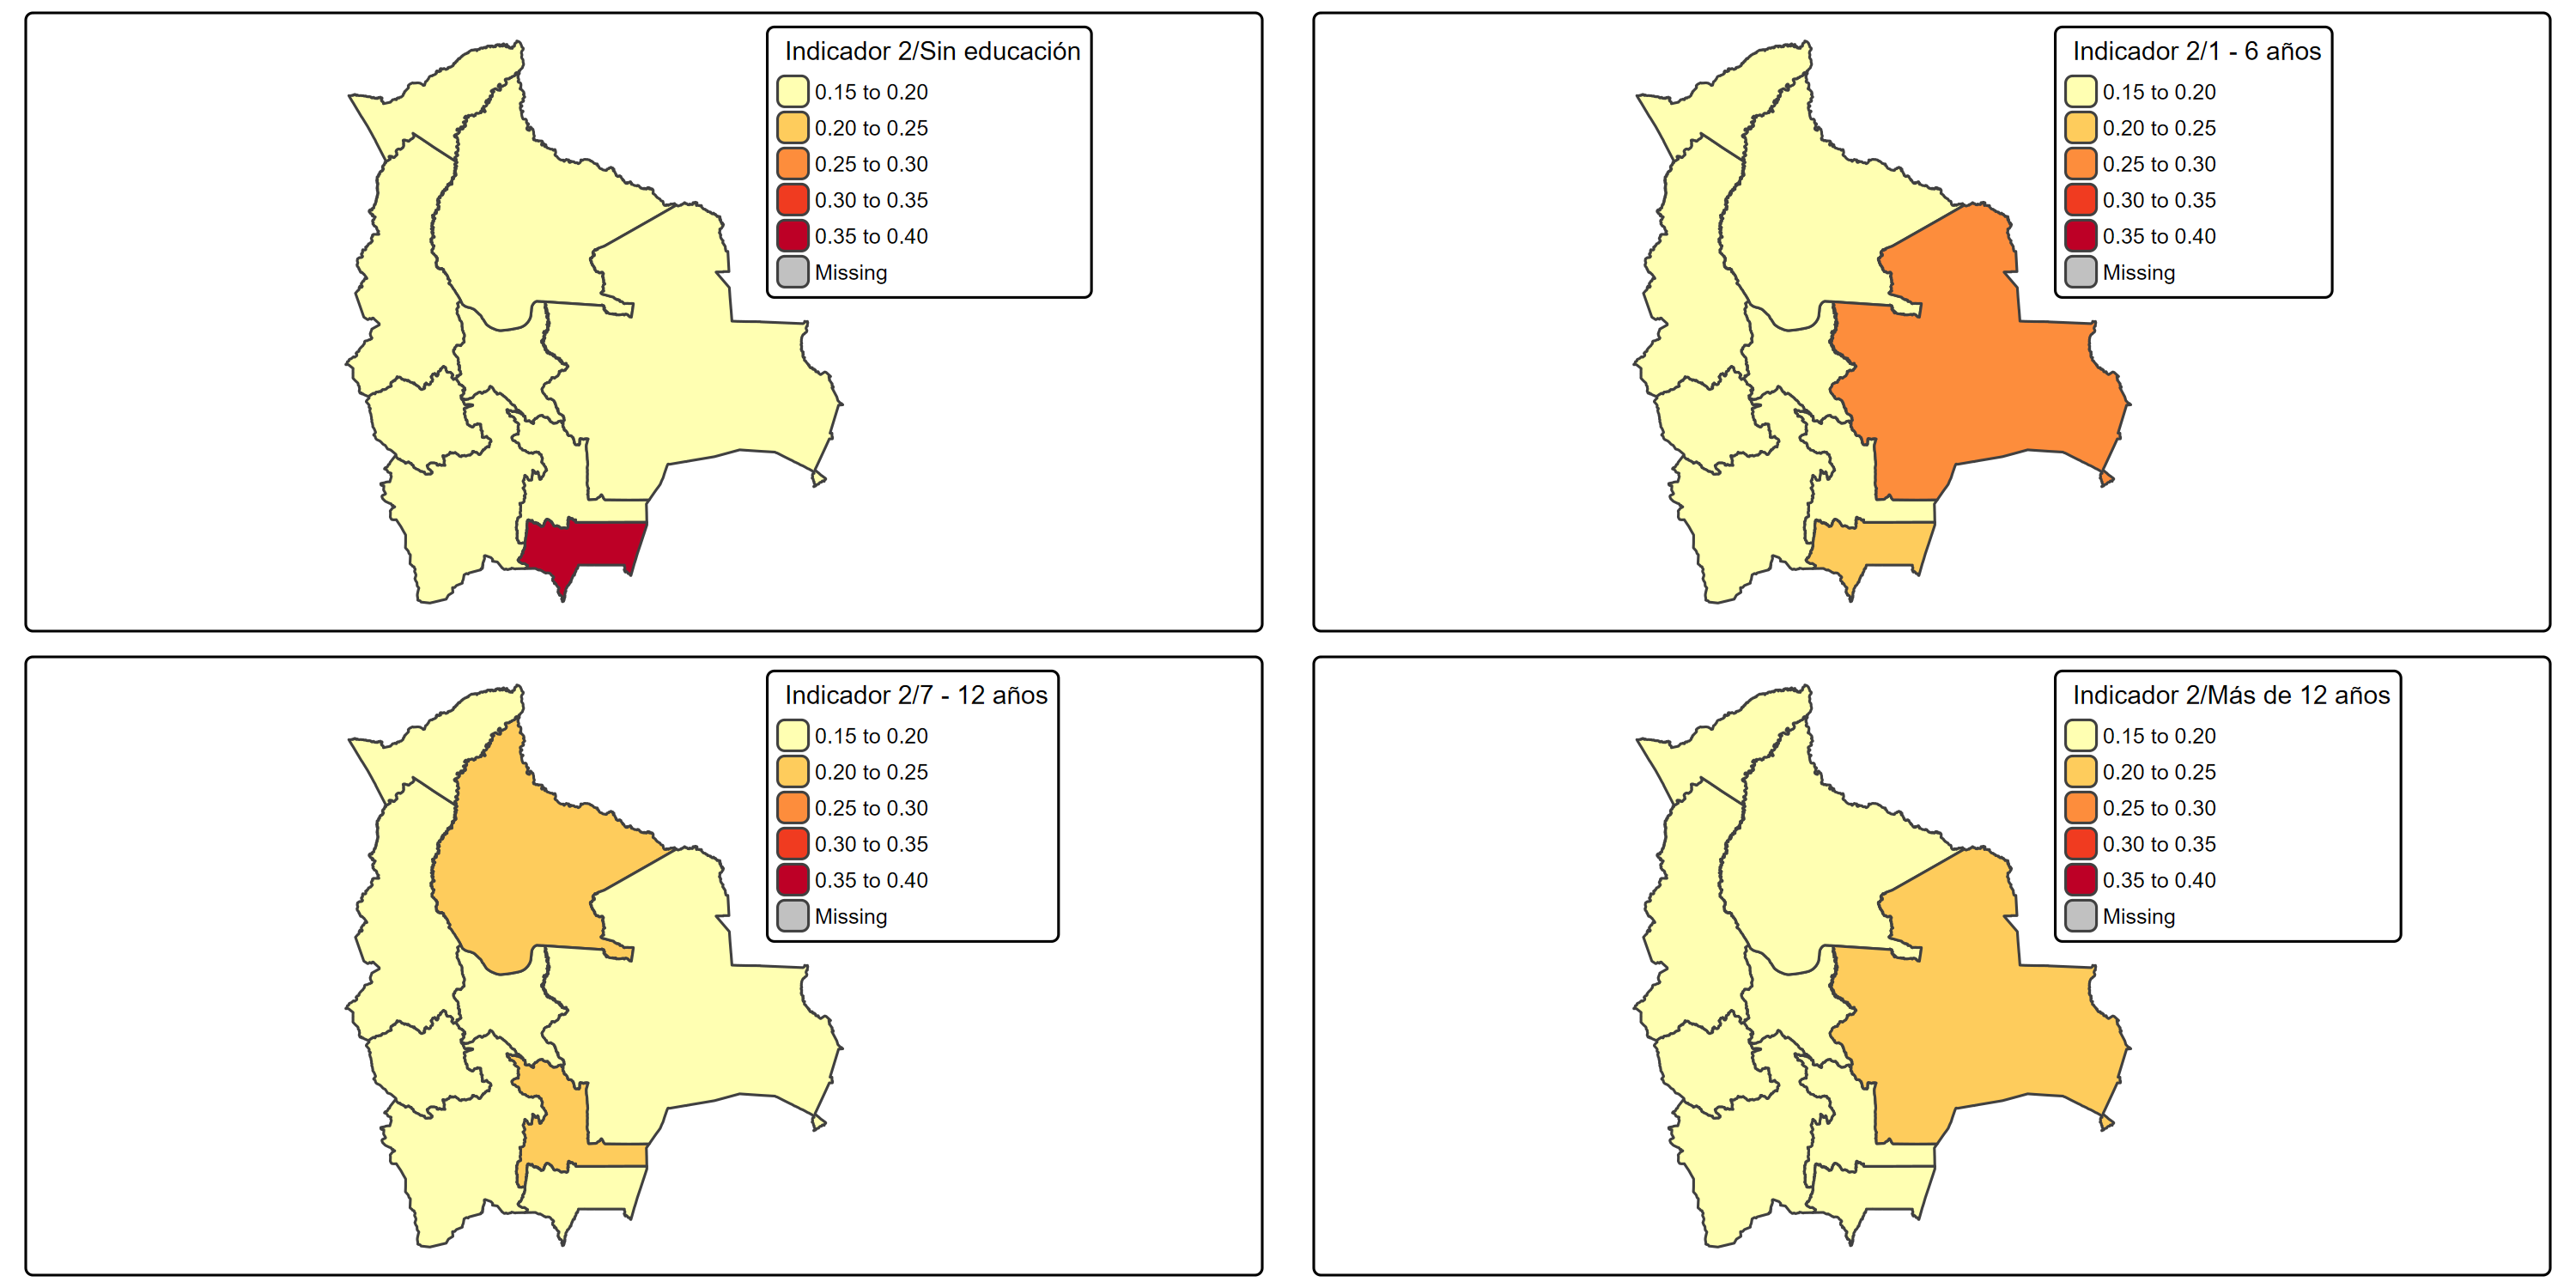 Indicador 2/Sin educación
0.15 to 0.20
0.20 to 0.25
0.25 to 0.30
0.30 to 0.35
0.35 to 0.40
Missing
Indicador 2/1 - 6 años
0.15 to 0.20
0.20 to 0.25
0.25 to 0.30
0.30 to 0.35
0.35 to 0.40
Missing
Indicador 2/7 - 12 años
0.15 to 0.20
0.20 to 0.25
0.25 to 0.30
0.30 to 0.35
0.35 to 0.40
Missing
Indicador 2/Más de 12 años
0.15 to 0.20
0.20 to 0.25
0.25 to 0.30
0.30 to 0.35
0.35 to 0.40
Missing